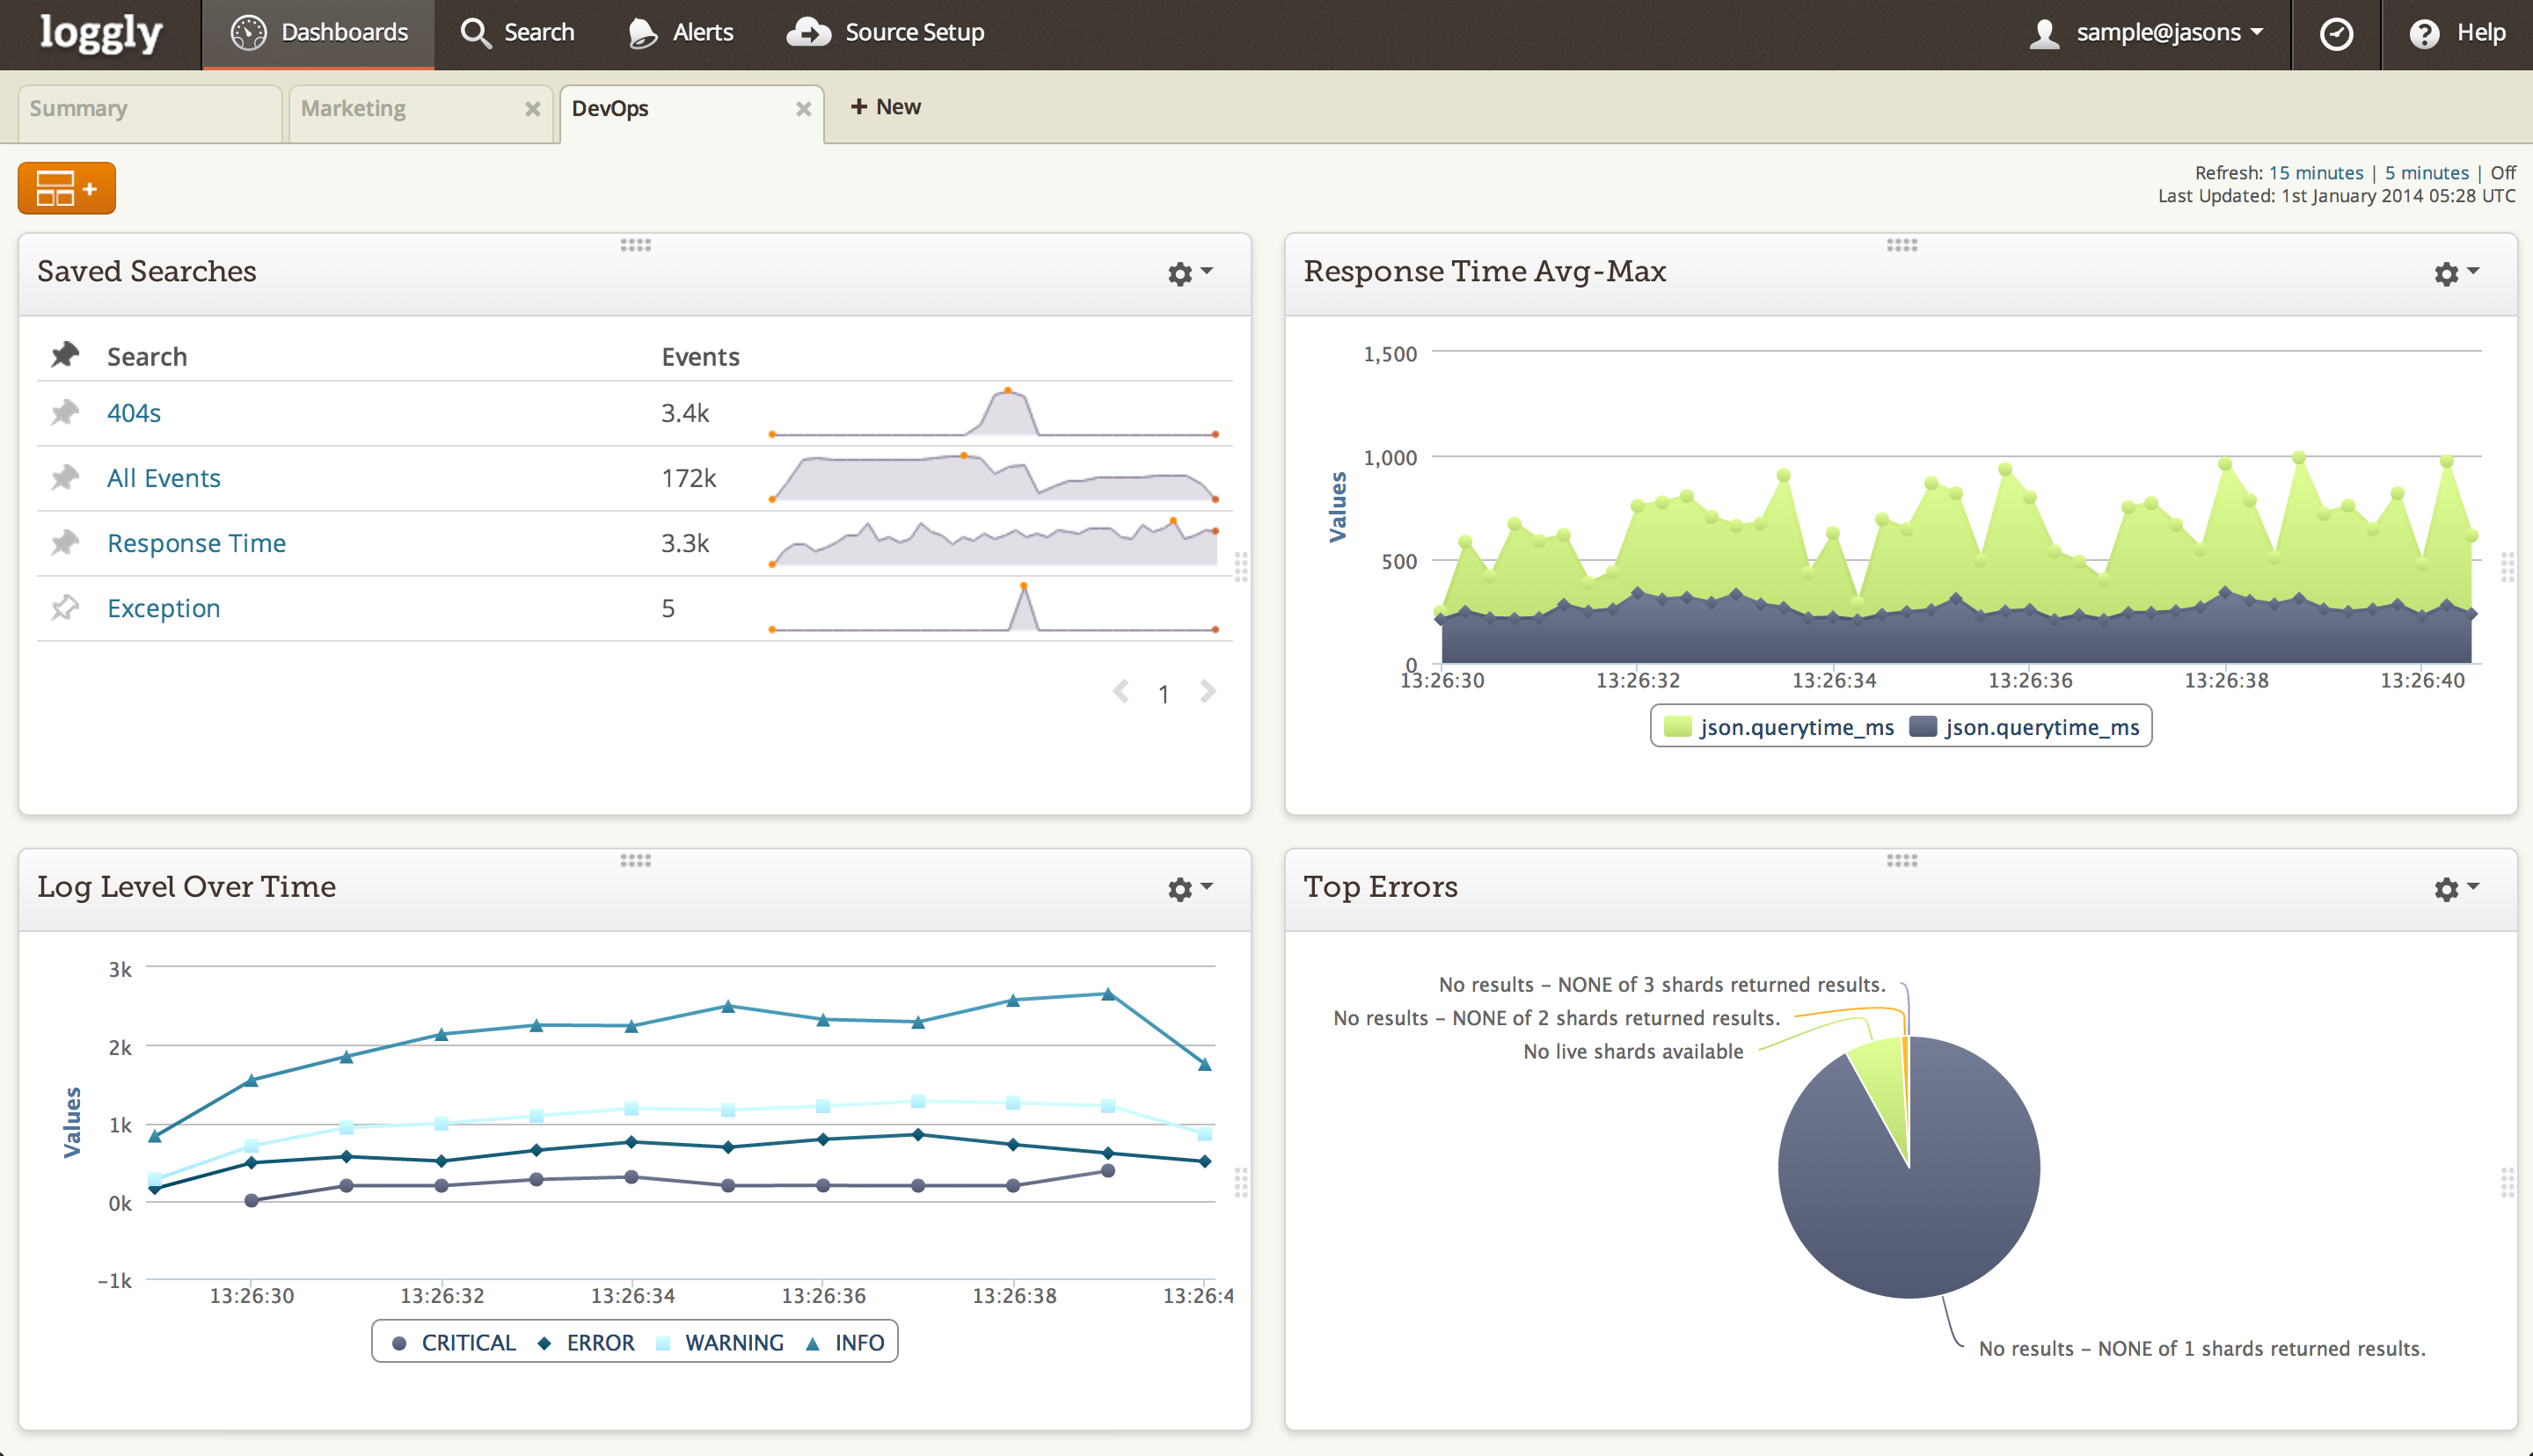 loggly
Dashboards
Search
Alerts
Source Setup
sample@jasons
Help
Summary
Marketing
DevOps
+ New
Refresh: 15 minutes | 5 minutes | Off
Last Updated: 1st January 2014 05:28 UTC
Saved Searches
Search Events
404s 3.4k
All Events 172k
Response Time 3.3k
Exception 5
1
Response Time Avg-Max
1,500
1,000
500
0
Values
13:26:30 13:26:32 13:26:34 13:26:36 13:26:38 13:26:40
json.querytime_ms json.querytime_ms
Log Level Over Time
3k
2k
1k
0k
-1k
Values
13:26:30 13:26:32 13:26:34 13:26:36 13:26:38 13:26:4
CRITICAL ERROR WARNING INFO
Top Errors
No results – NONE of 3 shards returned results.
No results – NONE of 2 shards returned results.
No live shards available
No results – NONE of 1 shards returned results.